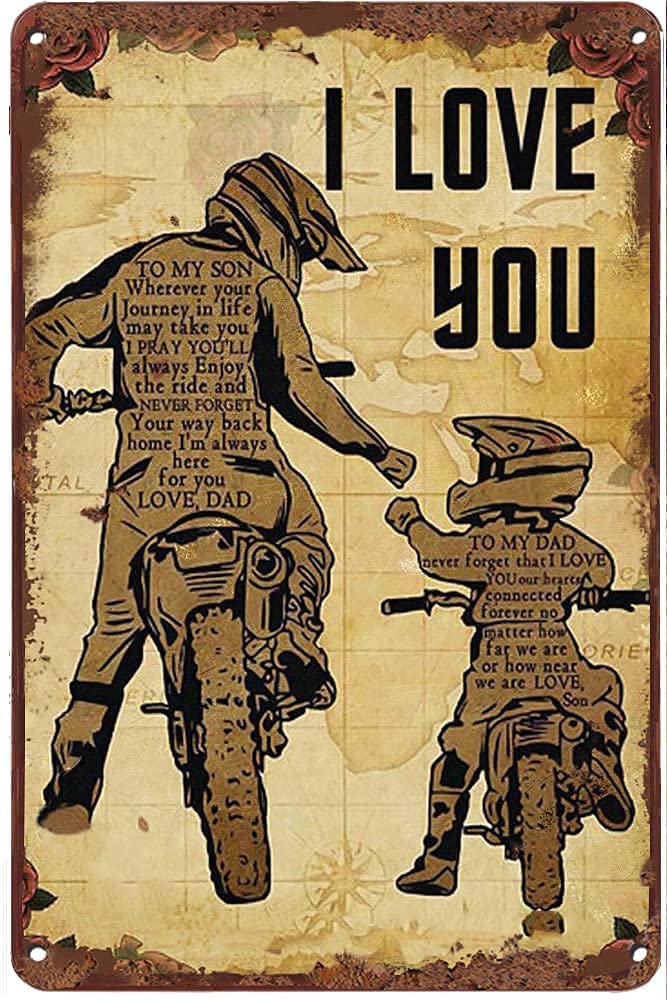 I LOVE
YOU
TO MY SON
Wherever your
Journey in life
may take you
I PRAY YOU'LL
always Enjoy
the ride and
NEVER FORGET
Your way back
home I'm always
here
for you
LOVE, DAD
TO MY DAD
never forget that I LOVE
YOU our hearts
connected
forever no
matter how
far we are
or how near
we are LOVE,
Son